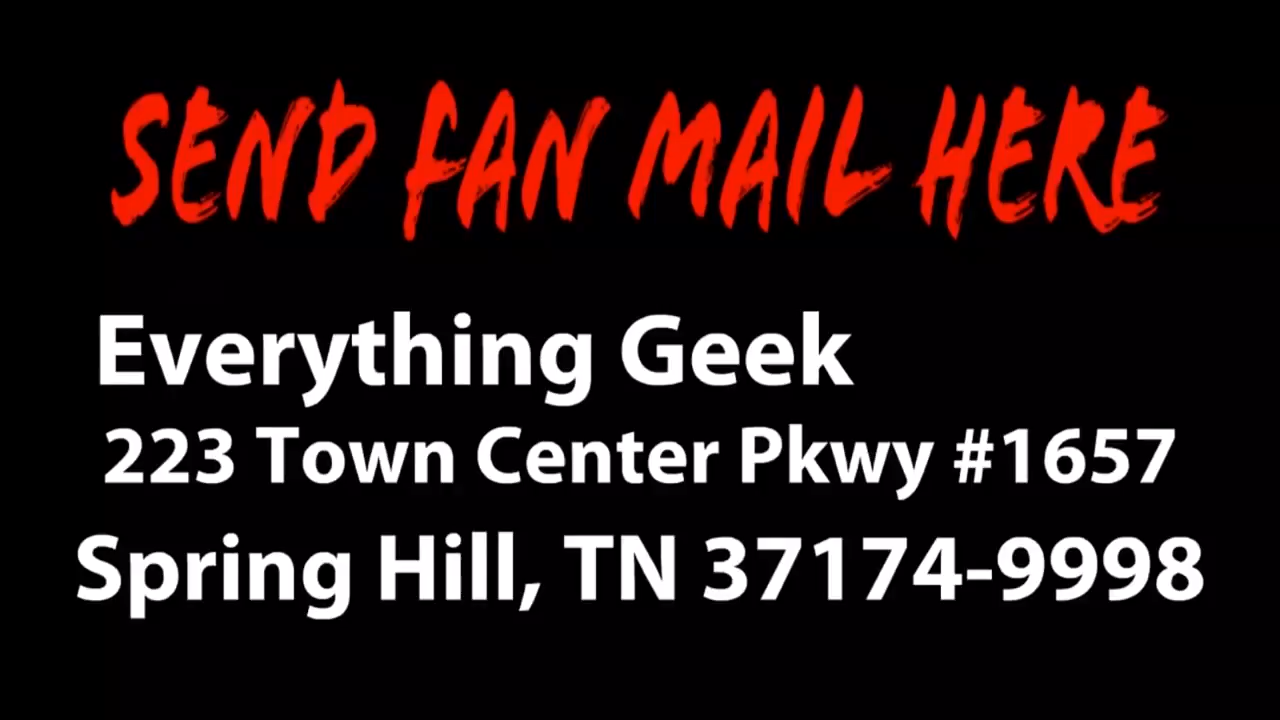 SEND FAN MAIL HERE
Everything Geek
223 Town Center Pkwy #1657
Spring Hill, TN 37174-9998